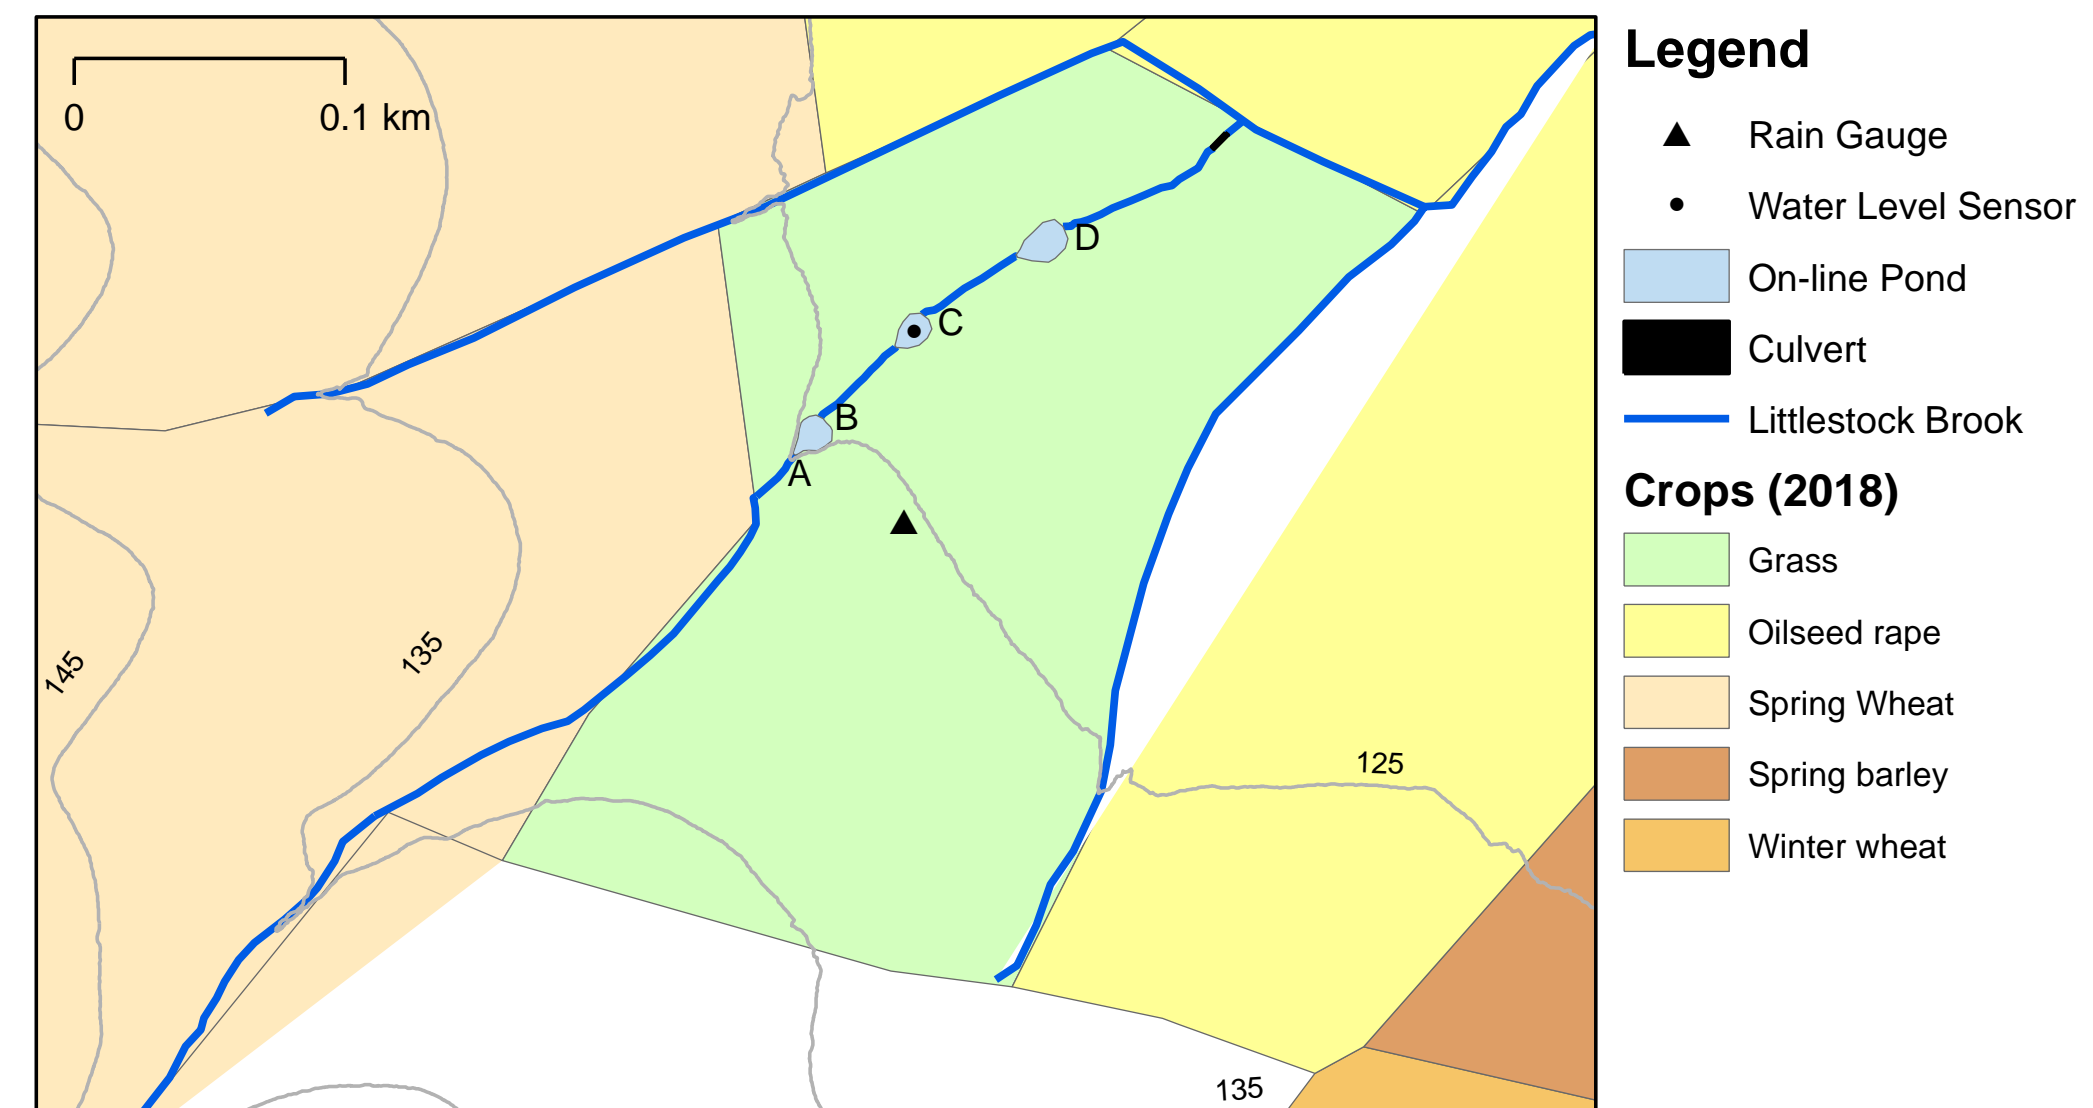 0
0.1 km
D
C
B
A
135
145
125
135
Legend
Rain Gauge
Water Level Sensor
On-line Pond
Culvert
Littlestock Brook
Crops (2018)
Grass
Oilseed rape
Spring Wheat
Spring barley
Winter wheat